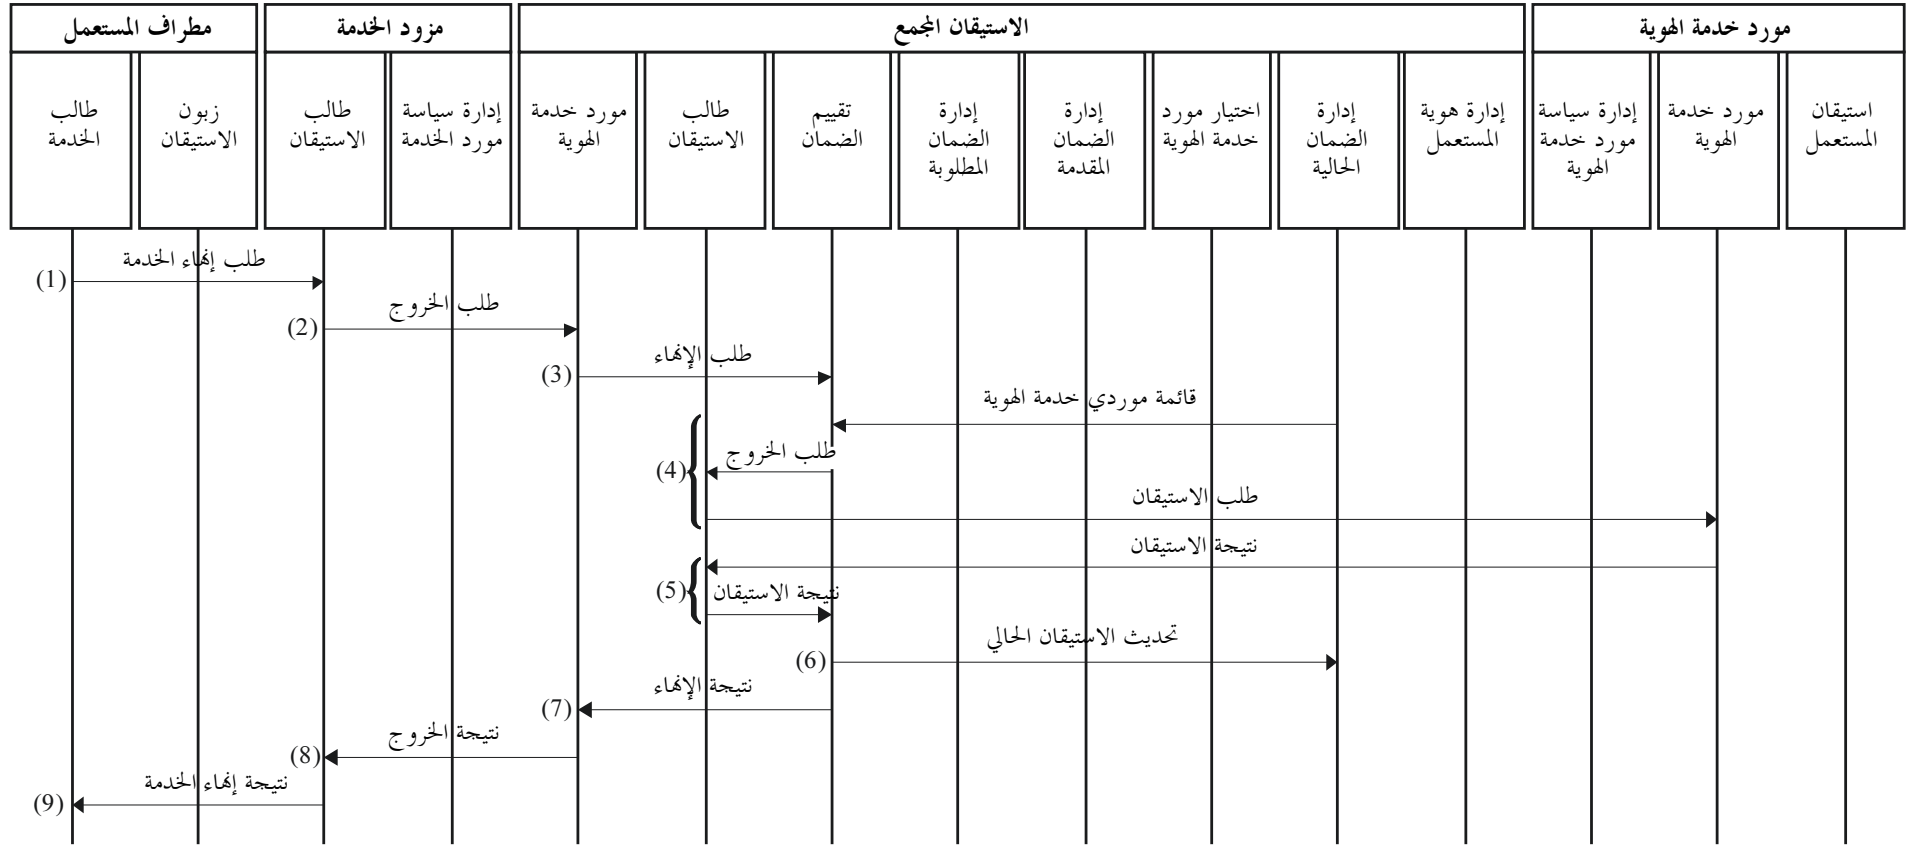 مورد خدمة الهوية
الاستيقان المجمع
مزود الخدمة
مطراف المستعمل
استيقان
المستعمل
مورد خدمة
الهوية
إدارة سياسة
مورد خدمة
الهوية
إدارة هوية
المستعمل
إدارة
الضمان
الحالية
اختيار مورد
خدمة الهوية
إدارة
الضمان
المقدمة
إدارة
الضمان
المطلوبة
تقييم
الضمان
طالب
الاستيقان
مورد خدمة
الهوية
إدارة سياسة
مورد الخدمة
طالب
الاستيقان
زبون
الاستيقان
طالب
الخدمة
(1) طلب إنهاء الخدمة
(2) طلب الخروج
(3) طلب الإنهاء
قائمة موردي خدمة الهوية
(4) طلب الخروج
طلب الاستيقان
نتيجة الاستيقان
(5) نتيجة الاستيقان
(6) تحديث الاستيقان الحالي
(7) نتيجة الإنهاء
(8) نتيجة الخروج
(9) نتيجة إنهاء الخدمة